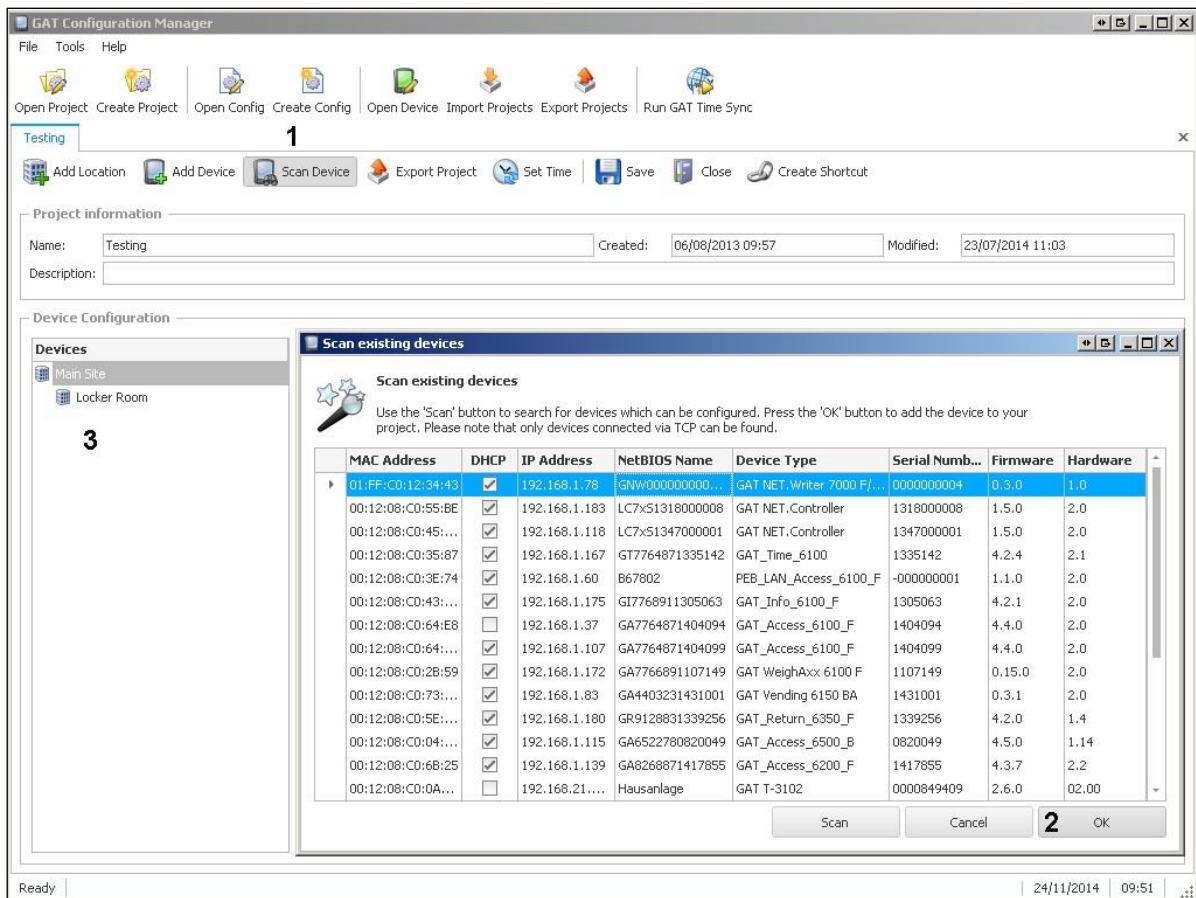 GAT Configuration Manager
File Tools Help
Open Project Create Project Open Config Create Config Open Device Import Projects Export Projects Run GAT Time Sync
1
Testing
Add Location Add Device Scan Device Export Project Set Time Save Close Create Shortcut
Project information
Name: Testing Created: 06/08/2013 09:57 Modified: 23/07/2014 11:03
Description:
Device Configuration
Devices
Main Site
Locker Room
3
Scan existing devices
Scan existing devices
Use the 'Scan' button to search for devices which can be configured. Press the 'OK' button to add the device to your
project. Please note that only devices connected via TCP can be found.
MAC Address DHCP IP Address NetBIOS Name Device Type Serial Numb... Firmware Hardware
01:FF:C0:12:34:43 192.168.1.78 GNW000000000... GAT NET.Writer 7000 F/... 0000000004 0.3.0 1.0
00:12:08:C0:55:BE 192.168.1.183 LC7xS1318000008 GAT NET.Controller 1318000008 1.5.0 2.0
00:12:08:C0:45:... 192.168.1.118 LC7xS1347000001 GAT NET.Controller 1347000001 1.5.0 2.0
00:12:08:C0:35:87 192.168.1.167 GT7764871335142 GAT_Time_6100 1335142 4.2.4 2.1
00:12:08:C0:3E:74 192.168.1.60 B67802 PEB_LAN_Access_6100_F -000000001 1.1.0 2.0
00:12:08:C0:43:... 192.168.1.175 GI7768911305063 GAT_Info_6100_F 1305063 4.2.1 2.0
00:12:08:C0:64:E8 192.168.1.37 GA7764871404094 GAT_Access_6100_F 1404094 4.4.0 2.0
00:12:08:C0:64:... 192.168.1.107 GA7764871404099 GAT_Access_6100_F 1404099 4.4.0 2.0
00:12:08:C0:2B:59 192.168.1.172 GA7766891107149 GAT WeighAxx 6100 F 1107149 0.15.0 2.0
00:12:08:C0:73:... 192.168.1.83 GA4403231431001 GAT Vending 6150 BA 1431001 0.3.1 2.0
00:12:08:C0:5E:... 192.168.1.180 GR9128831339256 GAT_Return_6350_F 1339256 4.2.0 1.4
00:12:08:C0:04:... 192.168.1.115 GA6522780820049 GAT_Access_6500_B 0820049 4.5.0 1.14
00:12:08:C0:6B:25 192.168.1.139 GA8268871417855 GAT_Access_6200_F 1417855 4.3.7 2.2
00:12:08:C0:0A... 192.168.21.... Hausanlage GAT T-3102 0000849409 2.6.0 02.00
Scan Cancel 2 OK
Ready 24/11/2014 09:51